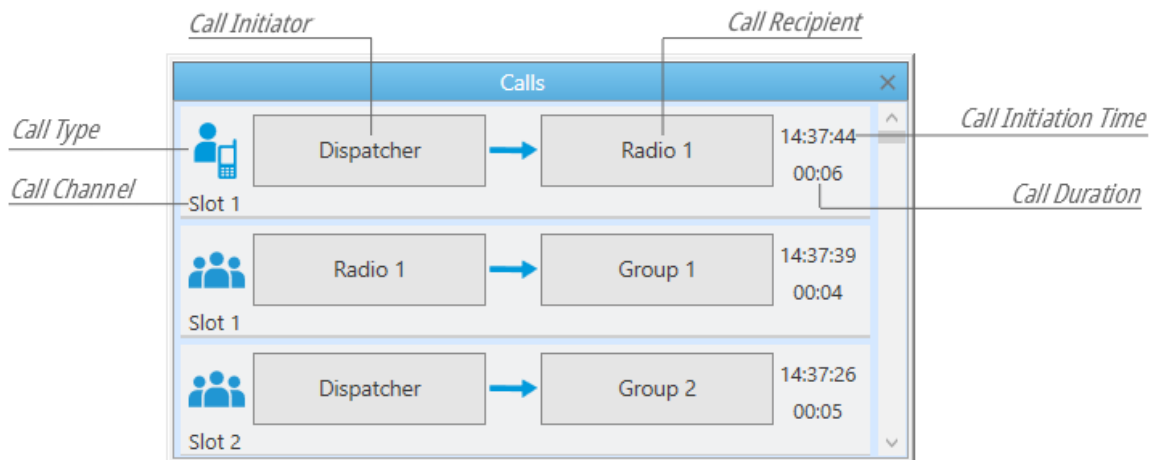 Call Initiator
Call Recipient
Calls
Call Type
Dispatcher
Radio 1
14:37:44
Call Initiation Time
00:06
Call Channel
Slot 1
Call Duration
Radio 1
Group 1
14:37:39
00:04
Slot 1
Dispatcher
Group 2
14:37:26
00:05
Slot 2